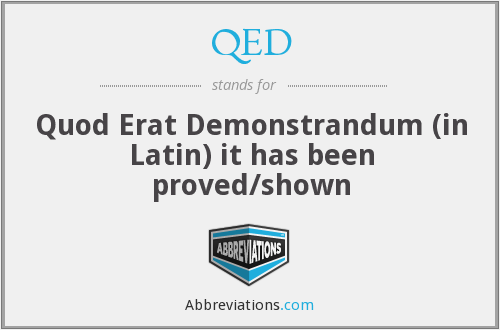 QED
stands for
Quod Erat Demonstrandum (in
Latin) it has been
proved/shown
ABBREVIATIONS
Abbreviations.com